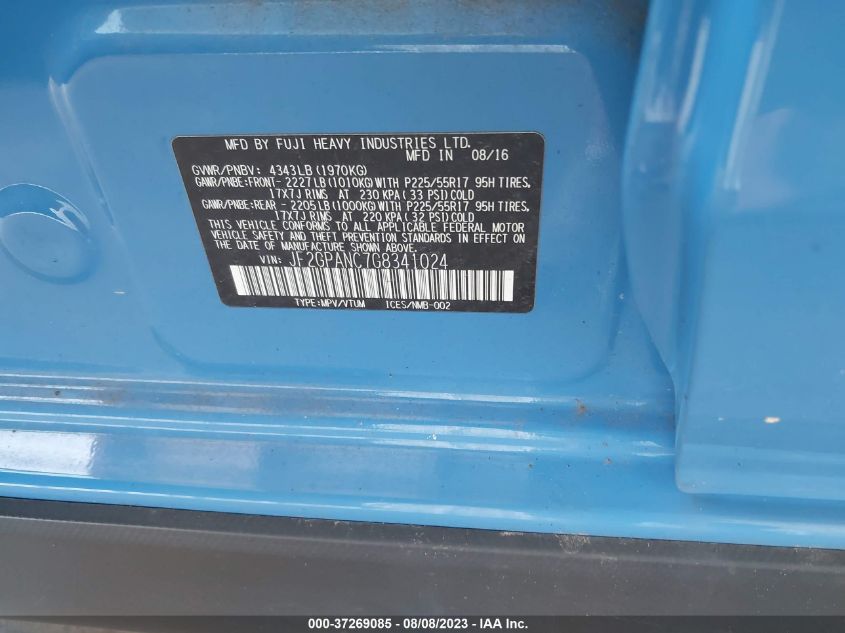 MFD BY FUJI HEAVY INDUSTRIES LTD.
MFD IN 08/16
GVWR/PNBV: 4343LB(1970KG)
GAWR/PNBE:FRONT- 2227LB(1010KG)WITH P225/55R17 95H TIRES,
17X7J RIMS AT 230 KPA(33 PSI)COLD
GAWR/PNBE:REAR - 2205LB(1000KG)WITH P225/55R17 95H TIRES,
17X7J RIMS AT 220 KPA(32 PSI)COLD
THIS VEHICLE CONFORMS TO ALL APPLICABLE FEDERAL MOTOR
VEHICLE SAFETY AND THEFT PREVENTION STANDARDS IN EFFECT ON
THE DATE OF MANUFACTURE SHOWN ABOVE.
VIN: JF2GPANC7G8341024
TYPE:MPV/VTUM ICES/NMB-002
000-37269085 - 08/08/2023 - IAA Inc.